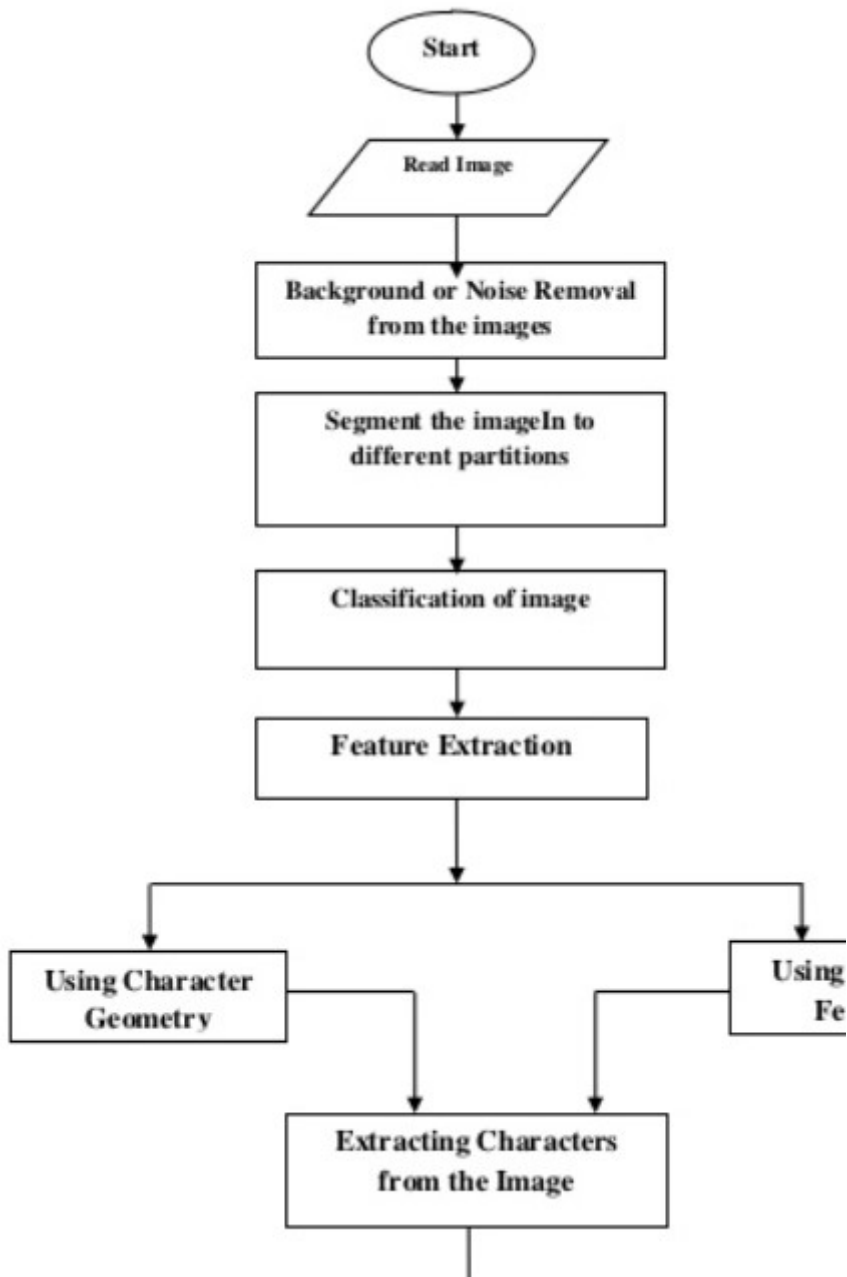 Start
Read Image
Background or Noise Removal
from the images
Segment the imageIn to
different partitions
Classification of image
Feature Extraction
Using Character
Geometry
Using
Extracting Characters
from the Image